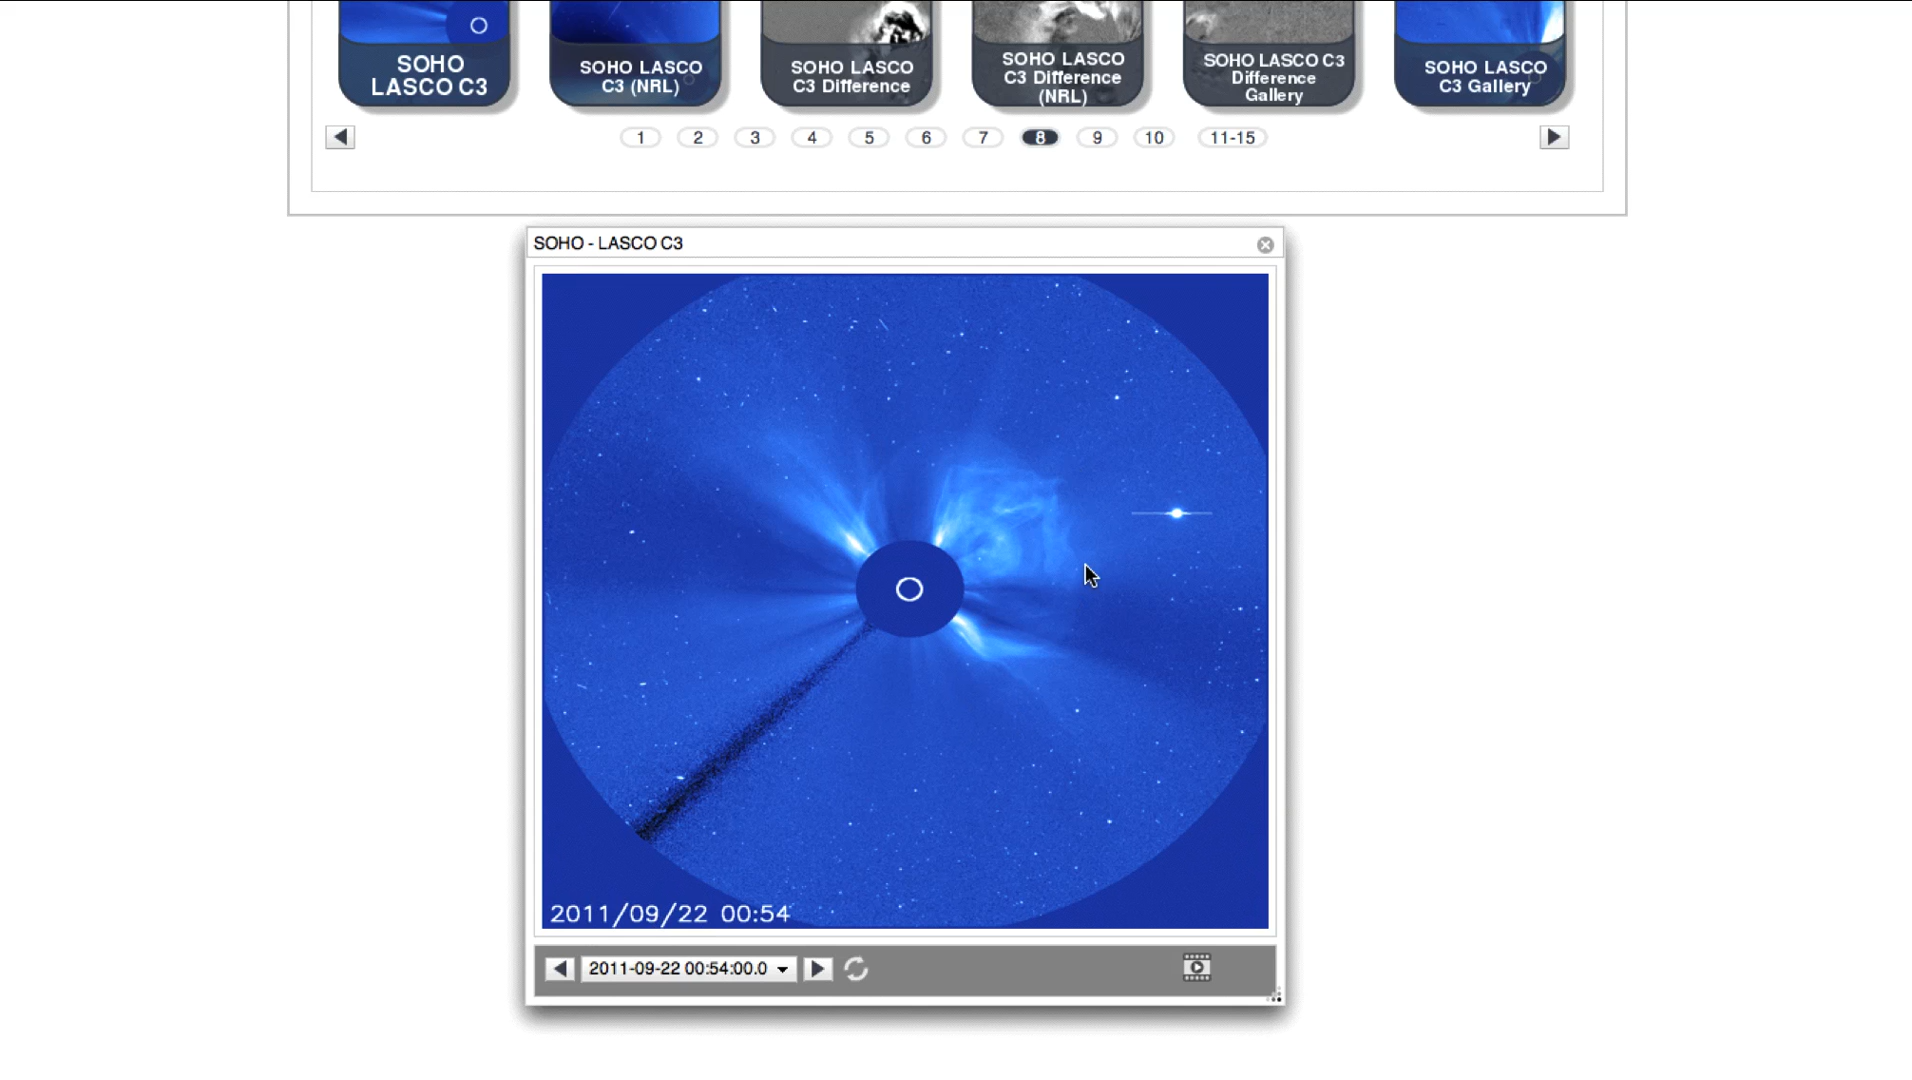 SOHO
LASCO C3
SOHO LASCO
C3 (NRL)
SOHO LASCO
C3 Difference
SOHO LASCO
C3 Difference
(NRL)
SOHO LASCO C3
Difference
Gallery
SOHO LASCO
C3 Gallery
1 2 3 4 5 6 7 8 9 10 11-15
SOHO - LASCO C3
2011/09/22 00:54
2011-09-22 00:54:00.0